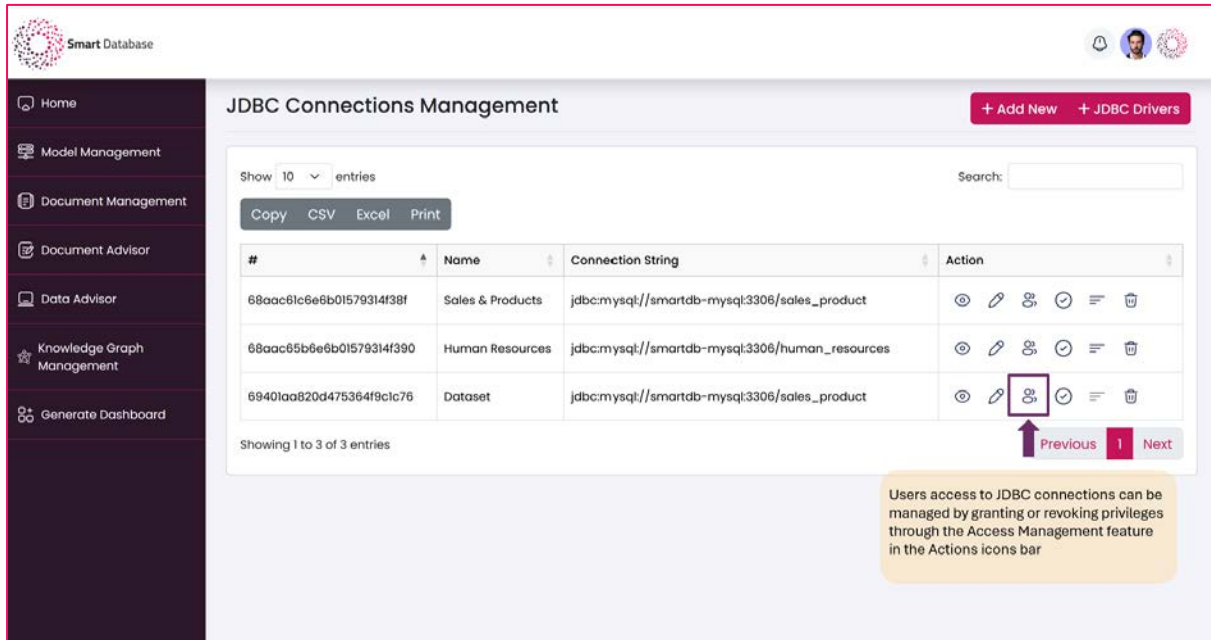 Smart Database
Home
Model Management
Document Management
Document Advisor
Data Advisor
Knowledge Graph
Management
Generate Dashboard
JDBC Connections Management
+ Add New + JDBC Drivers
Show 10 entries
Search:
Copy CSV Excel Print
# Name Connection String Action
68aac61c6e6b01579314f38f Sales & Products jdbc:mysql://smartdb-mysql:3306/sales_product
68aac65b6e6b01579314f390 Human Resources jdbc:mysql://smartdb-mysql:3306/human_resources
69401aa820d475364f9c1c76 Dataset jdbc:mysql://smartdb-mysql:3306/sales_product
Showing 1 to 3 of 3 entries
Previous 1 Next
Users access to JDBC connections can be
managed by granting or revoking privileges
through the Access Management feature
in the Actions icons bar